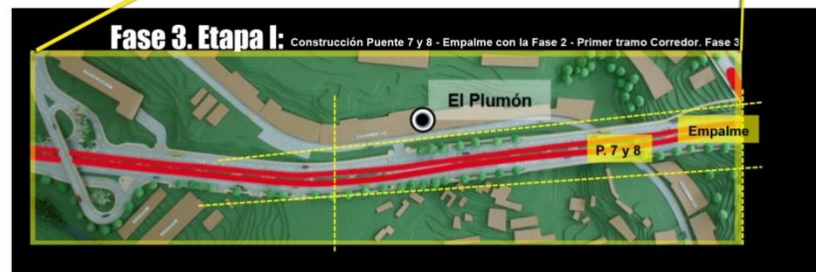 Fase 3. Etapa I: Construcción Puente 7 y 8 - Empalme con la Fase 2 - Primer tramo Corredor. Fase 3
El Plumón
Empalme
P. 7 y 8